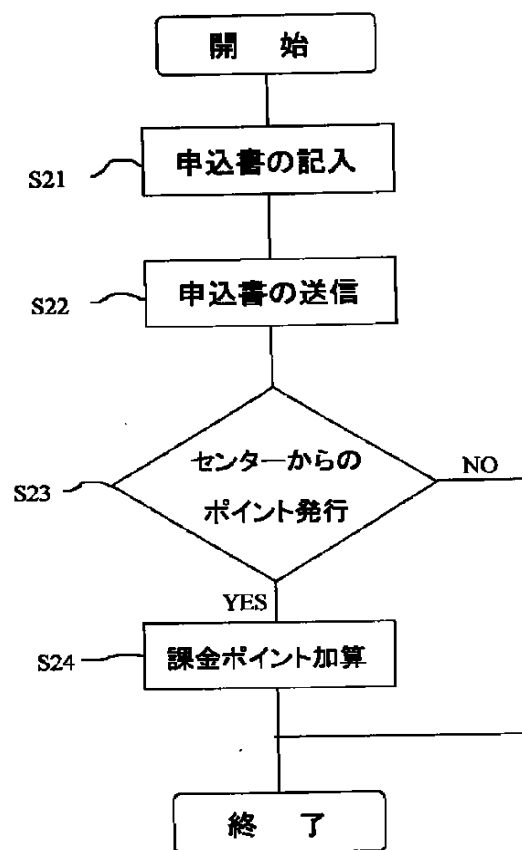 開 始
S21
申込書の記入
S22
申込書の送信
S23
センターからの
ポイント発行
NO
YES
S24
課金ポイント加算
終 了